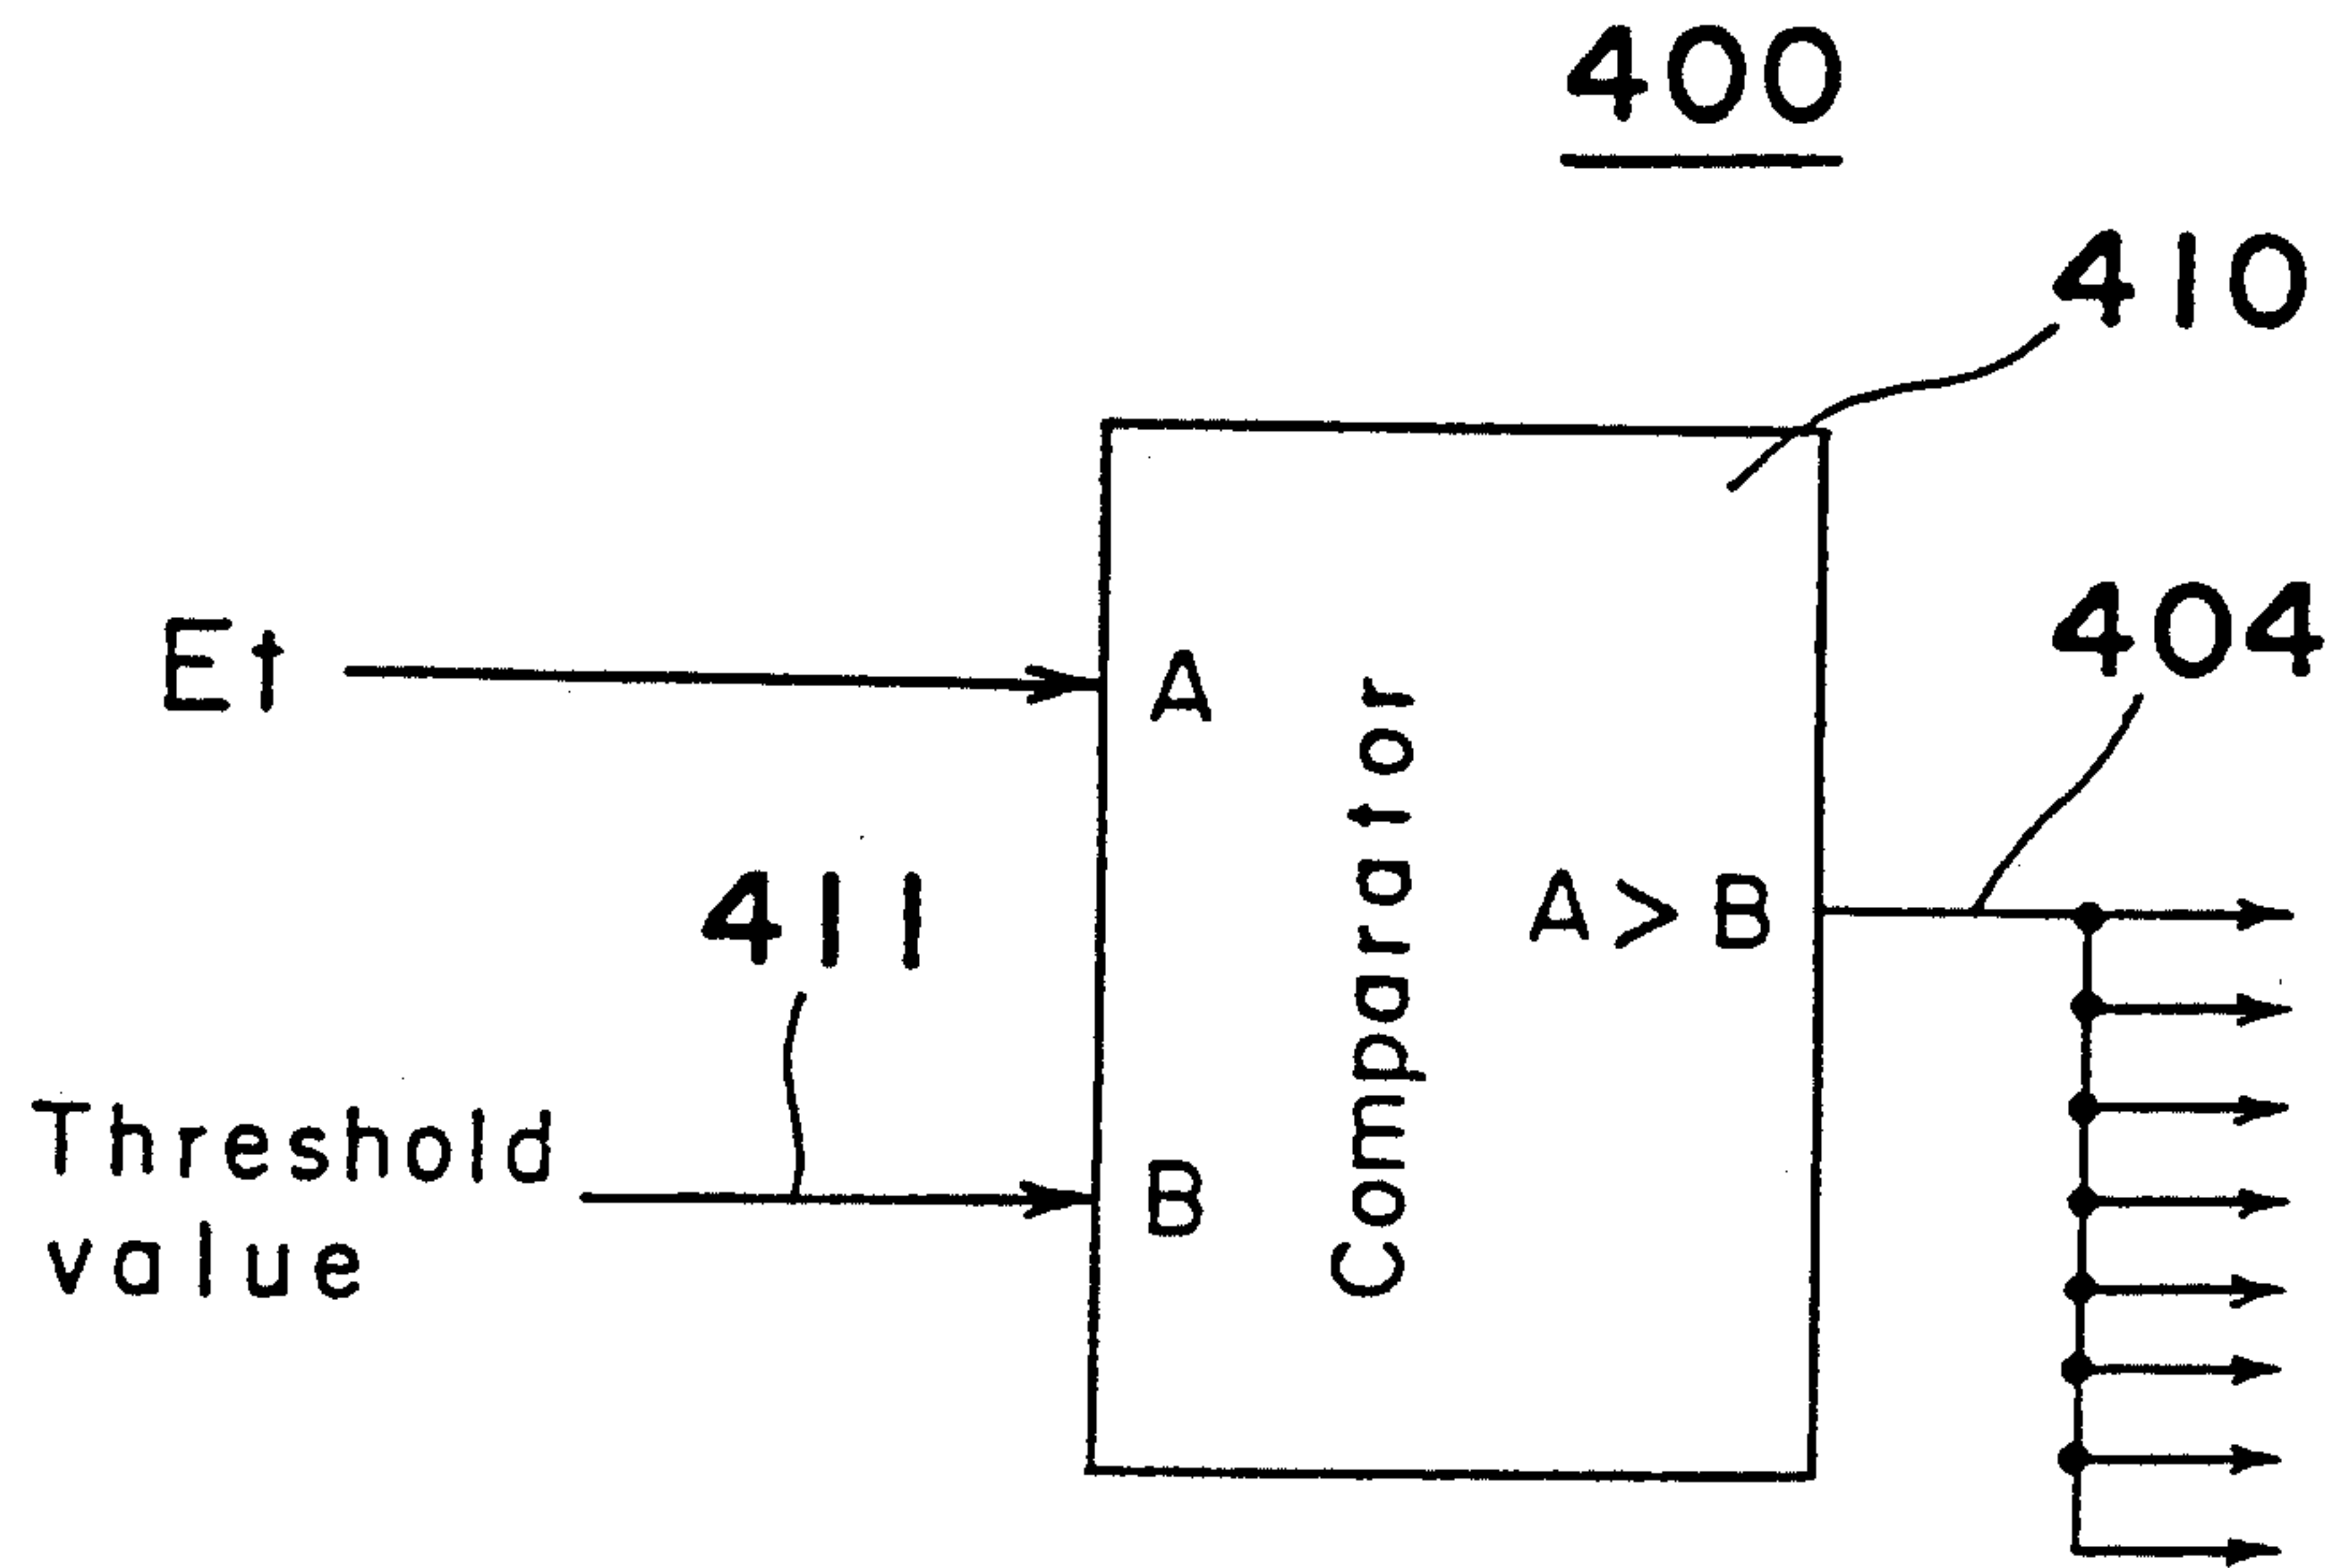 400
410
Et
A
Comparator
404
411
A>B
Threshold
value
B